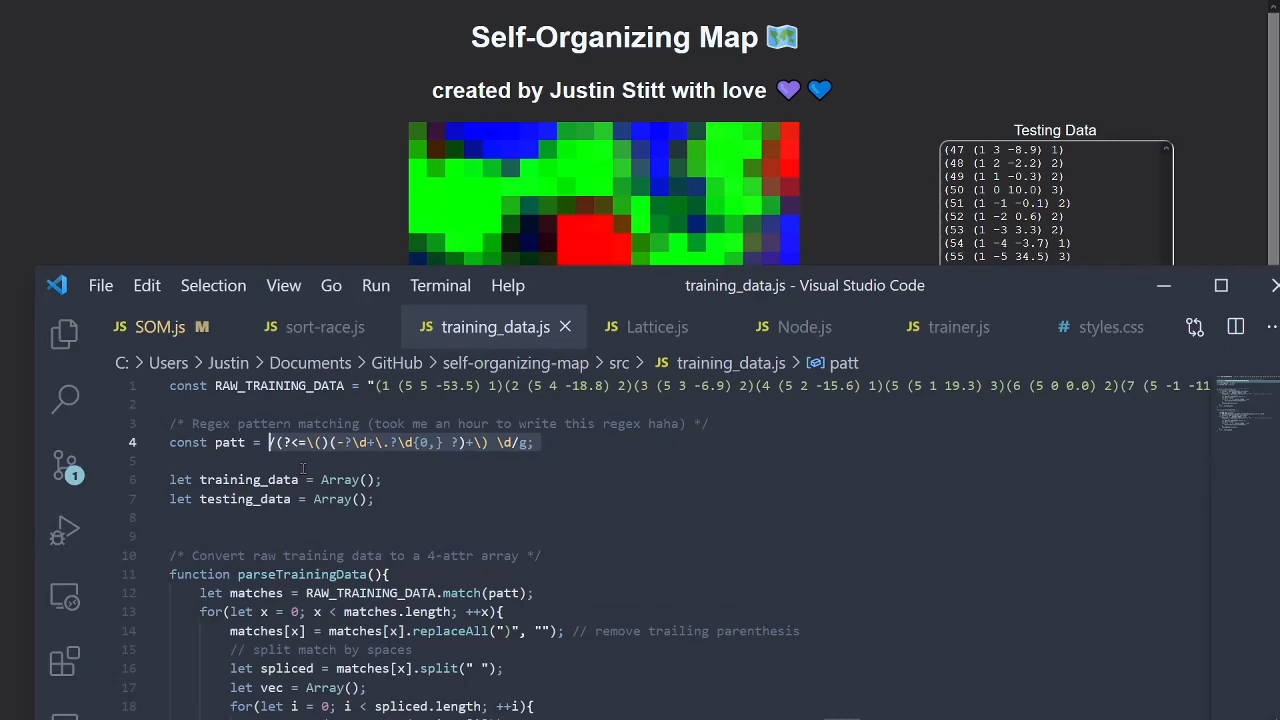 Self-Organizing Map 🗺️
created by Justin Stitt with love 💜 💙
Testing Data
(47 (1 3 -8.9) 1)
(48 (1 2 -2.2) 2)
(49 (1 1 -0.3) 2)
(50 (1 0 10.0) 3)
(51 (1 -1 -0.1) 2)
(52 (1 -2 0.6) 2)
(53 (1 -3 3.3) 2)
(54 (1 -4 -3.7) 1)
(55 (1 -5 34.5) 3)
File Edit Selection View Go Run Terminal Help training_data.js - Visual Studio Code
JS SOM.js M JS sort-race.js JS training_data.js JS Lattice.js JS Node.js JS trainer.js # styles.css
C: > Users > Justin > Documents > GitHub > self-organizing-map > src > JS training_data.js > patt
1 const RAW_TRAINING_DATA = "(1 (5 5 -53.5) 1)(2 (5 4 -18.8) 2)(3 (5 3 -6.9) 2)(4 (5 2 -15.6) 1)(5 (5 1 19.3) 3)(6 (5 0 0.0) 2)(7 (5 -1 -11
2
3 /* Regex pattern matching (took me an hour to write this regex haha) */
4 const patt = /(?<=\()(-?\d+\.?\d{0,} ?)+\) \d/g;
5
6 let training_data = Array();
7 let testing_data = Array();
8
9
10 /* Convert raw training data to a 4-attr array */
11 function parseTrainingData(){
12 let matches = RAW_TRAINING_DATA.match(patt);
13 for(let x = 0; x < matches.length; ++x){
14 matches[x] = matches[x].replaceAll(")", ""); // remove trailing parenthesis
15 // split match by spaces
16 let spliced = matches[x].split(" ");
17 let vec = Array();
18 for(let i = 0; i < spliced.length; ++i){
1